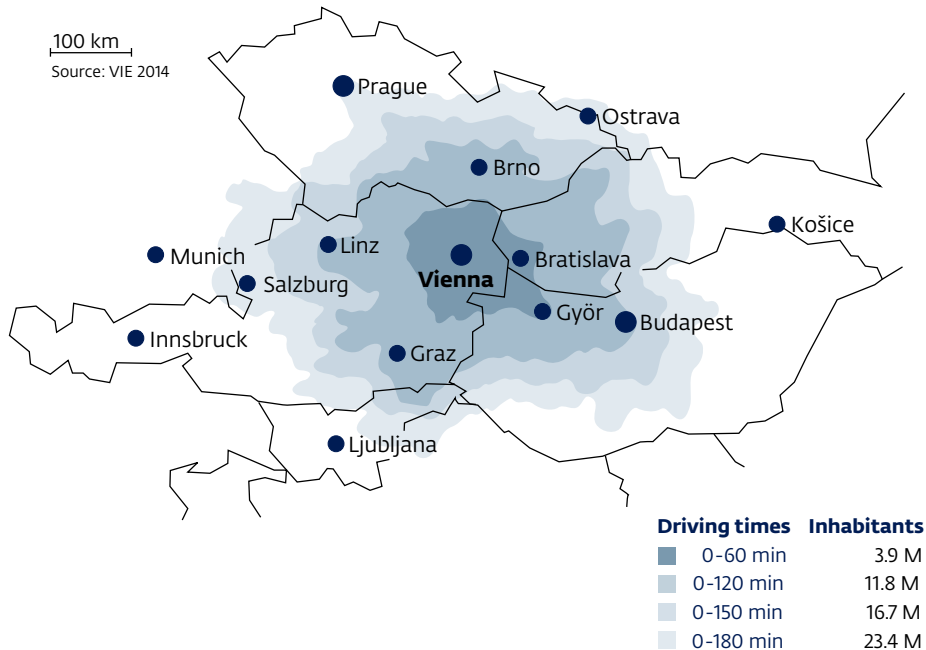 100 km
Source: VIE 2014
Prague
Ostrava
Brno
Košice
Linz
Munich
Bratislava
Vienna
Salzburg
Györ
Budapest
Innsbruck
Graz
Ljubljana
Driving times Inhabitants
0-60 min 3.9 M
0-120 min 11.8 M
0-150 min 16.7 M
0-180 min 23.4 M